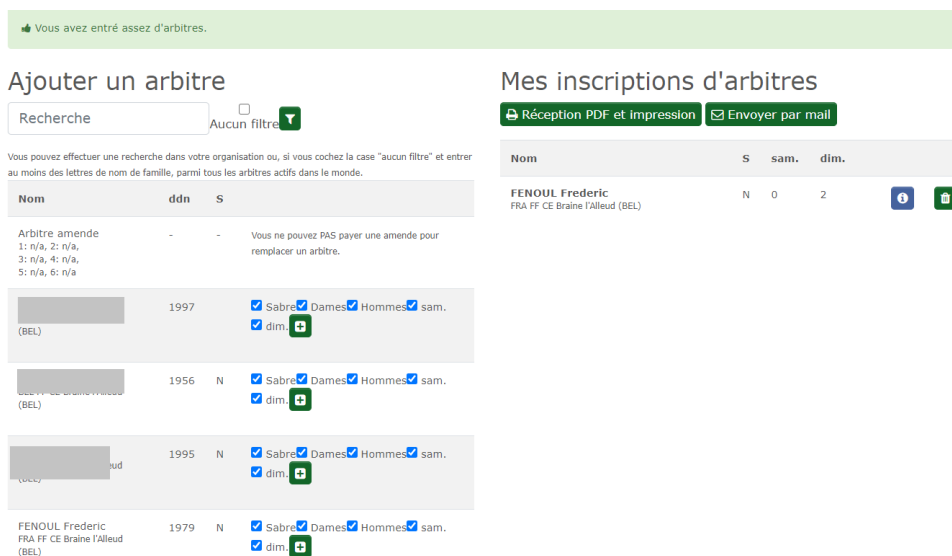 Vous avez entré assez d'arbitres.
Ajouter un arbitre
Recherche
Aucun filtre
Vous pouvez effectuer une recherche dans votre organisation ou, si vous cochez la case "aucun filtre" et entrer
au moins des lettres de nom de famille, parmi tous les arbitres actifs dans le monde.
Nom ddn S
Arbitre amende - - Vous ne pouvez PAS payer une amende pour
1: n/a, 2: n/a, remplacer un arbitre.
3: n/a, 4: n/a,
5: n/a, 6: n/a
1997 Sabre Dames Hommes sam.
(BEL) dim.
1956 N Sabre Dames Hommes sam.
(BEL) dim.
1995 N Sabre Dames Hommes sam.
dim.
FENOUL Frederic 1979 N Sabre Dames Hommes sam.
FRA FF CE Braine l'Alleud
(BEL) dim.
Mes inscriptions d'arbitres
Réception PDF et impression Envoyer par mail
Nom S sam. dim.
FENOUL Frederic N 0 2
FRA FF CE Braine l'Alleud (BEL)